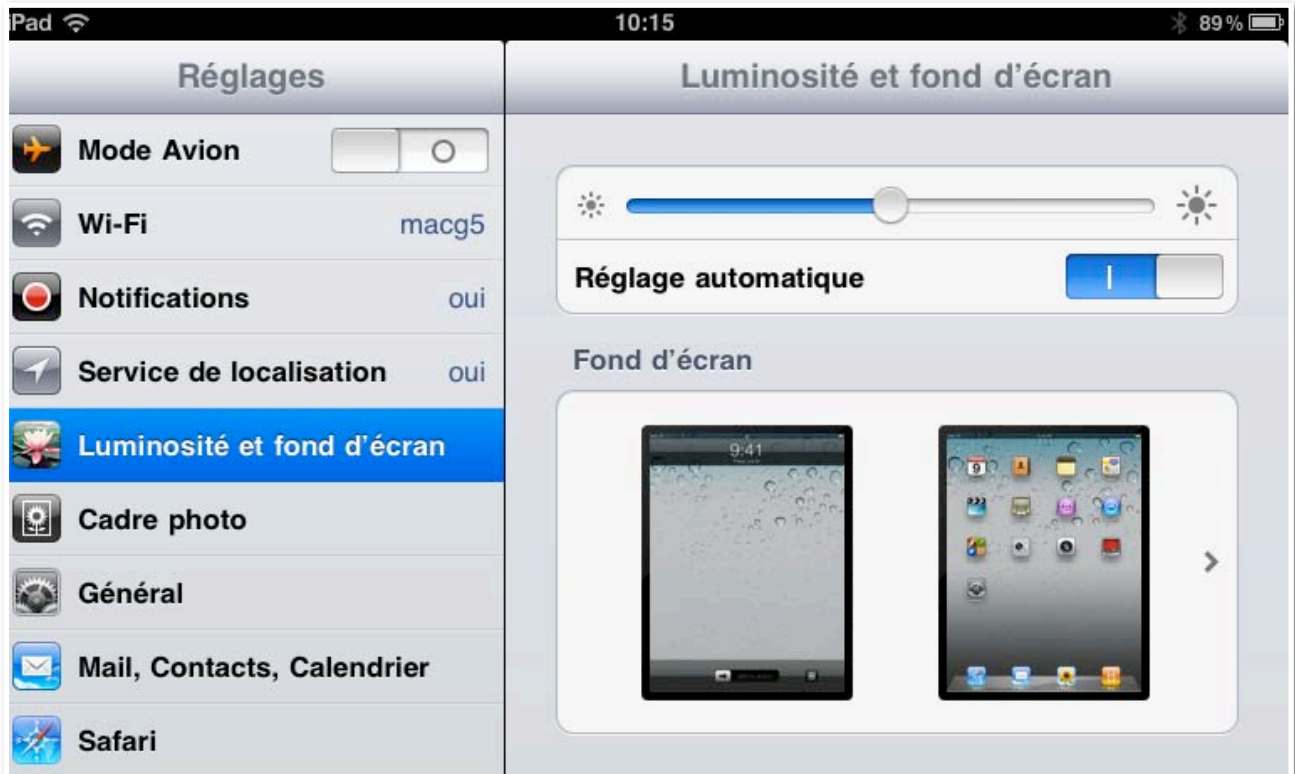 iPad 10:15 89 %
Réglages
Luminosité et fond d'écran
Mode Avion
Wi-Fi macg5
Notifications oui
Service de localisation oui
Luminosité et fond d'écran
Cadre photo
Général
Mail, Contacts, Calendrier
Safari
Réglage automatique
Fond d'écran
9:41
9